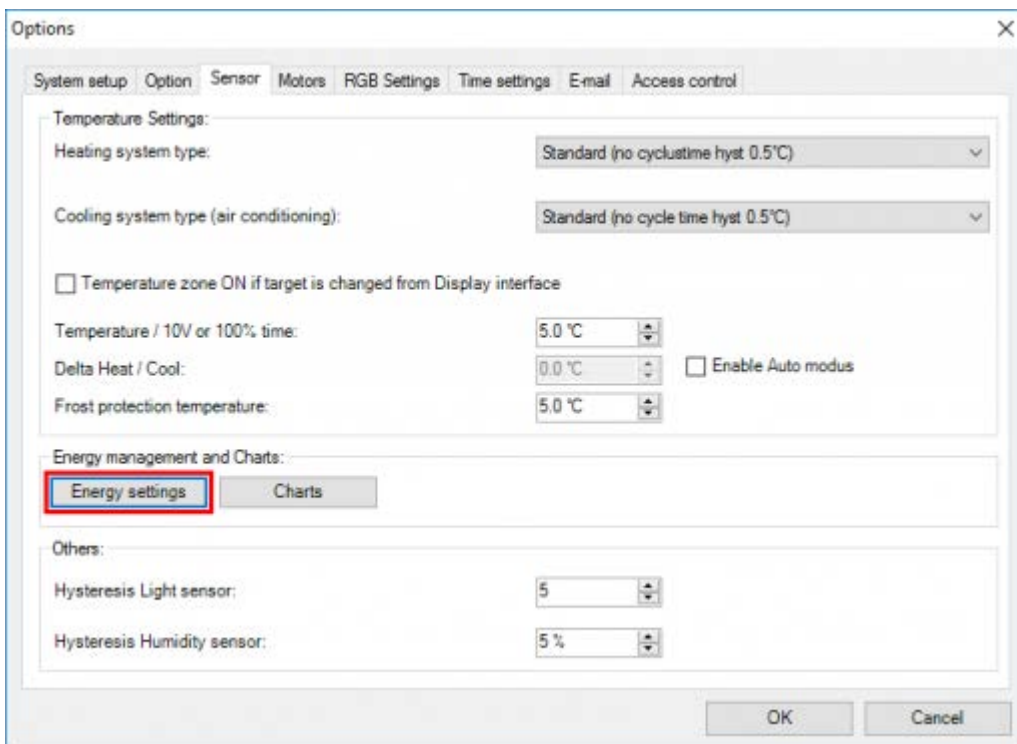 Options
System setup Option Sensor Motors RGB Settings Time settings E-mail Access control
Temperature Settings:
Heating system type: Standard (no cyclustime hyst 0.5°C)
Cooling system type (air conditioning): Standard (no cycle time hyst 0.5°C)
Temperature zone ON if target is changed from Display interface
Temperature / 10V or 100% time: 5.0 °C
Delta Heat / Cool: 0.0 °C Enable Auto modus
Frost protection temperature: 5.0 °C
Energy management and Charts:
Energy settings Charts
Others:
Hysteresis Light sensor: 5
Hysteresis Humidity sensor: 5 %
OK Cancel